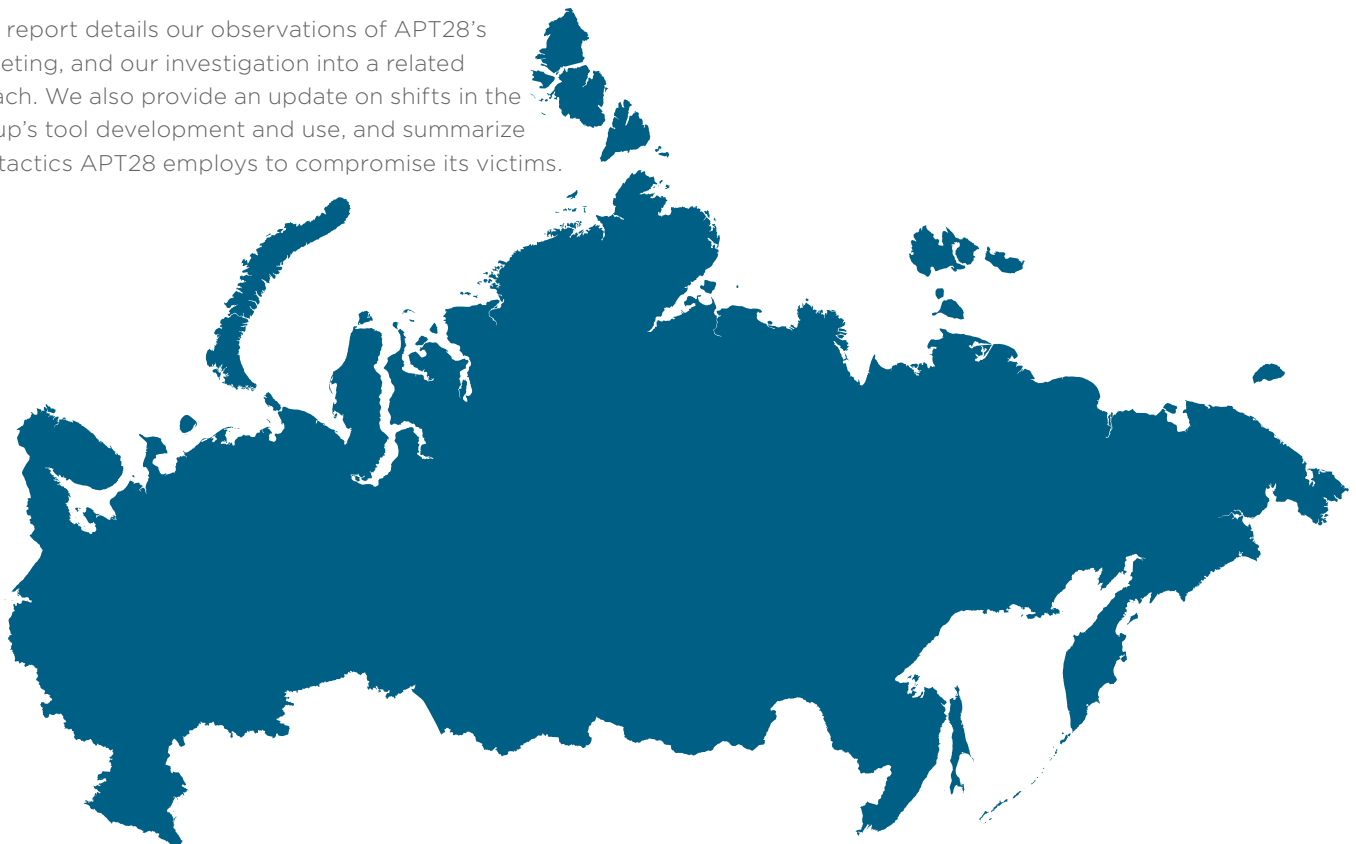 report details our observations of APT28's
eting, and our investigation into a related
ach. We also provide an update on shifts in the
up's tool development and use, and summarize
tactics APT28 employs to compromise its victims.